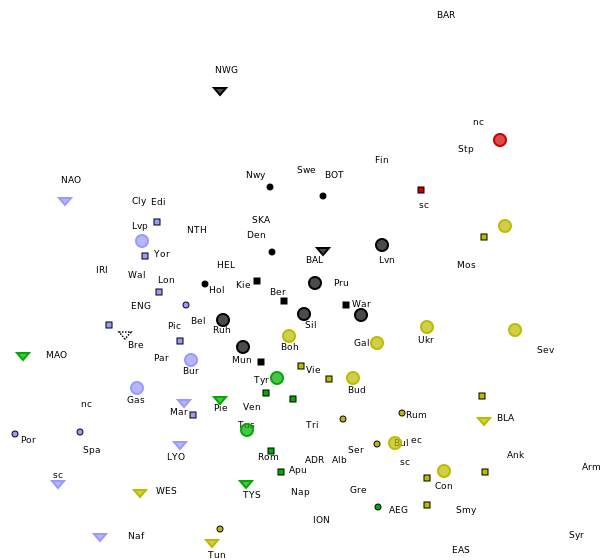 BAR
NWG
nc
Stp
Fin
Swe BOT
Nwy
NAO
sc
Cly Edi
SKA
Lvp
NTH
Den
Yor
BAL
Lvn
Mos
HEL
IRI
Wal
Lon
Kie
Pru
Hol
Ber
ENG
War
Bel
Pic
Ruh
Sil
Ukr
Bre
Boh
Gal
Sev
MAO
Par
Mun
Bur
Vie
Tyr
Bud
Gas
nc
Mar
Pie
Ven
Rum
BLA
Tus
Tri
Por
Bul ec
Spa
Ser
LYO
Rom
ADR Alb
Ank
sc
Apu
Arm
sc
Con
WES
TYS
Nap
Gre
AEG
Smy
ION
Naf
Syr
EAS
Tun